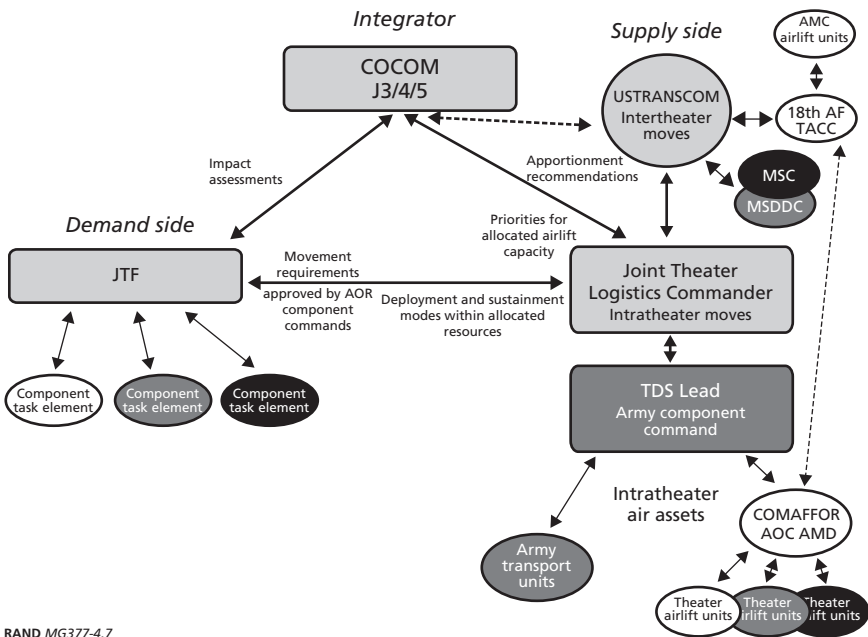 Integrator
COCOM
J3/4/5
Supply side
AMC
airlift units
USTRANSCOM
Intertheater
moves
18th AF
TACC
MSC
MSDDC
Impact
assessments
Apportionment
recommendations
Demand side
JTF
Priorities for
allocated airlift
capacity
Movement
requirements
approved by AOR
component
commands
Deployment and sustainment
modes within allocated
resources
Joint Theater
Logistics Commander
Intratheater moves
Component
task element
Component
task element
Component
task element
TDS Lead
Army component
command
Intratheater
air assets
COMAFFOR
AOC AMD
Army
transport
units
Theater
airlift units
Theater
irlift units
Theater
lift units
RAND MG377-4.7